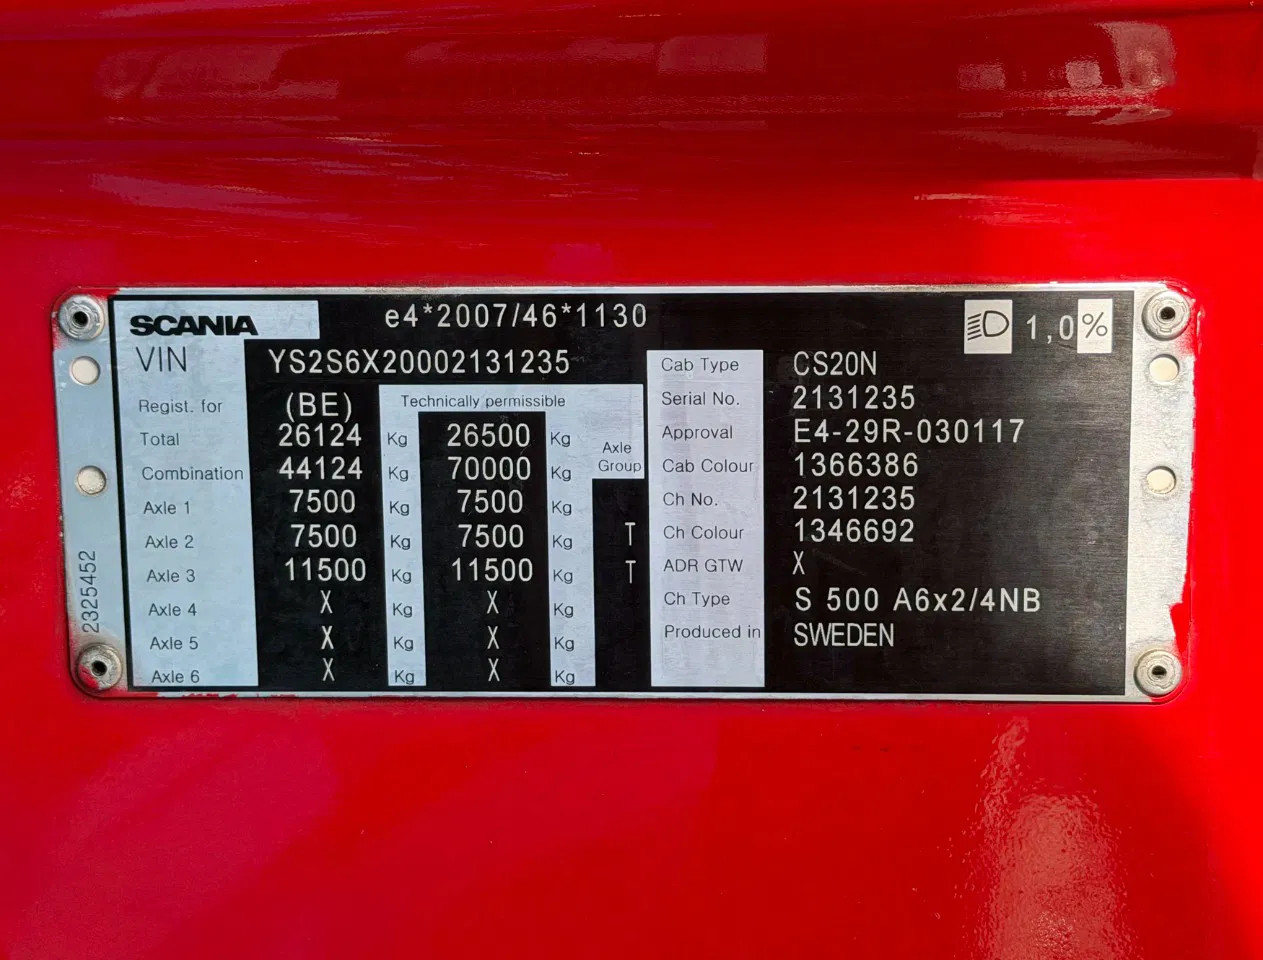 SCANIA e4*2007/46*1130 1,0%
VIN YS2S6X20002131235
Regist. for (BE) Technically permissible
Total 26124 Kg 26500 Kg Axle Group
Combination 44124 Kg 70000 Kg
Axle 1 7500 Kg 7500 Kg
Axle 2 7500 Kg 7500 Kg T
Axle 3 11500 Kg 11500 Kg T
Axle 4 X Kg X Kg
Axle 5 X Kg X Kg
Axle 6 X Kg X Kg
Cab Type CS20N
Serial No. 2131235
Approval E4-29R-030117
Cab Colour 1366386
Ch No. 2131235
Ch Colour 1346692
ADR GTW X
Ch Type S 500 A6x2/4NB
Produced in SWEDEN
2325452